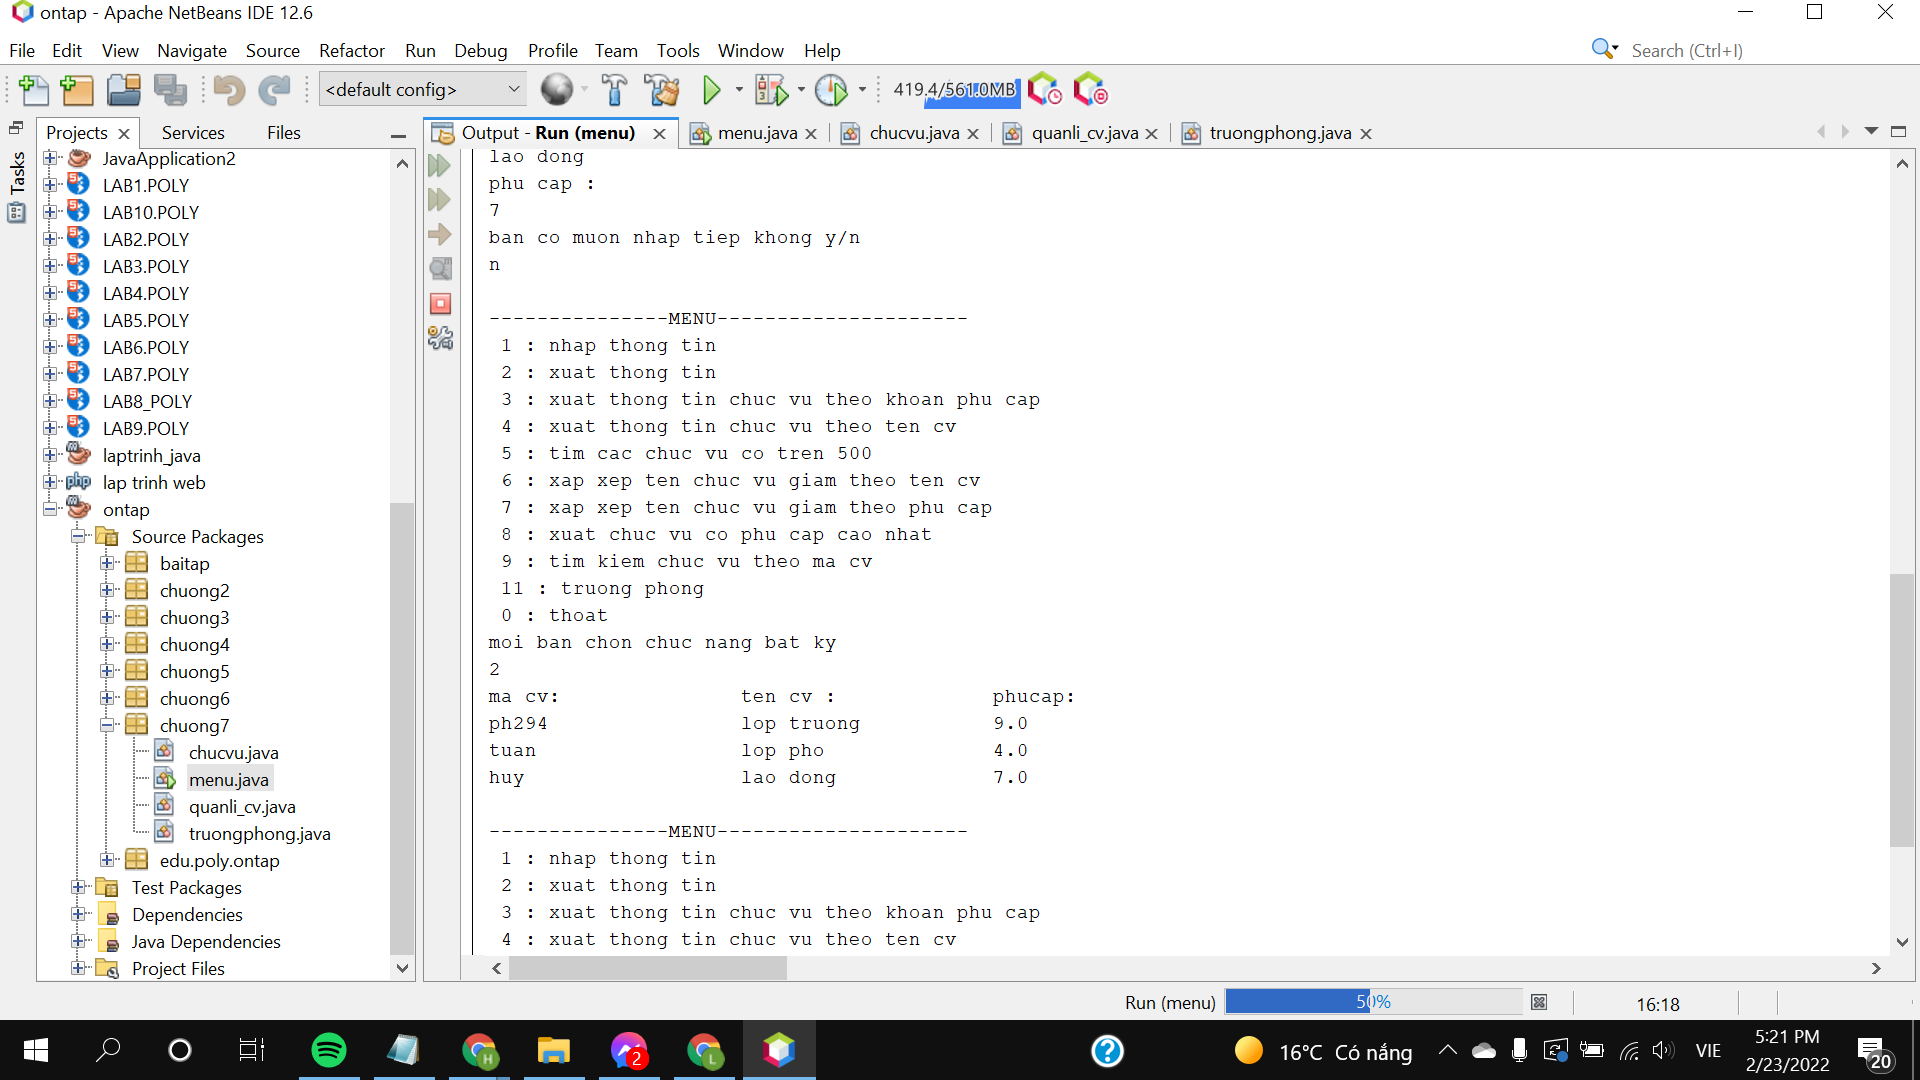 ontap - Apache NetBeans IDE 12.6
File Edit View Navigate Source Refactor Run Debug Profile Team Tools Window Help
Search (Ctrl+I)
<default config>
419.4/561.0MB
Projects Services Files
Output - Run (menu) menu.java chucvu.java quanli_cv.java truongphong.java
Tasks
JavaApplication2
LAB1.POLY
LAB10.POLY
LAB2.POLY
LAB3.POLY
LAB4.POLY
LAB5.POLY
LAB6.POLY
LAB7.POLY
LAB8_POLY
LAB9.POLY
laptrinh_java
lap trinh web
ontap
Source Packages
baitap
chuong2
chuong3
chuong4
chuong5
chuong6
chuong7
chucvu.java
menu.java
quanli_cv.java
truongphong.java
edu.poly.ontap
Test Packages
Dependencies
Java Dependencies
Project Files
lao dong
phu cap :
7
ban co muon nhap tiep khong y/n
n
---------------MENU---------------------
1 : nhap thong tin
2 : xuat thong tin
3 : xuat thong tin chuc vu theo khoan phu cap
4 : xuat thong tin chuc vu theo ten cv
5 : tim cac chuc vu co tren 500
6 : xap xep ten chuc vu giam theo ten cv
7 : xap xep ten chuc vu giam theo phu cap
8 : xuat chuc vu co phu cap cao nhat
9 : tim kiem chuc vu theo ma cv
11 : truong phong
0 : thoat
moi ban chon chuc nang bat ky
2
ma cv: ten cv : phucap:
ph294 lop truong 9.0
tuan lop pho 4.0
huy lao dong 7.0
---------------MENU---------------------
1 : nhap thong tin
2 : xuat thong tin
3 : xuat thong tin chuc vu theo khoan phu cap
4 : xuat thong tin chuc vu theo ten cv
Run (menu) 50% 16:18
H 2 L
16°C Có nắng
VIE
5:21 PM
2/23/2022
20